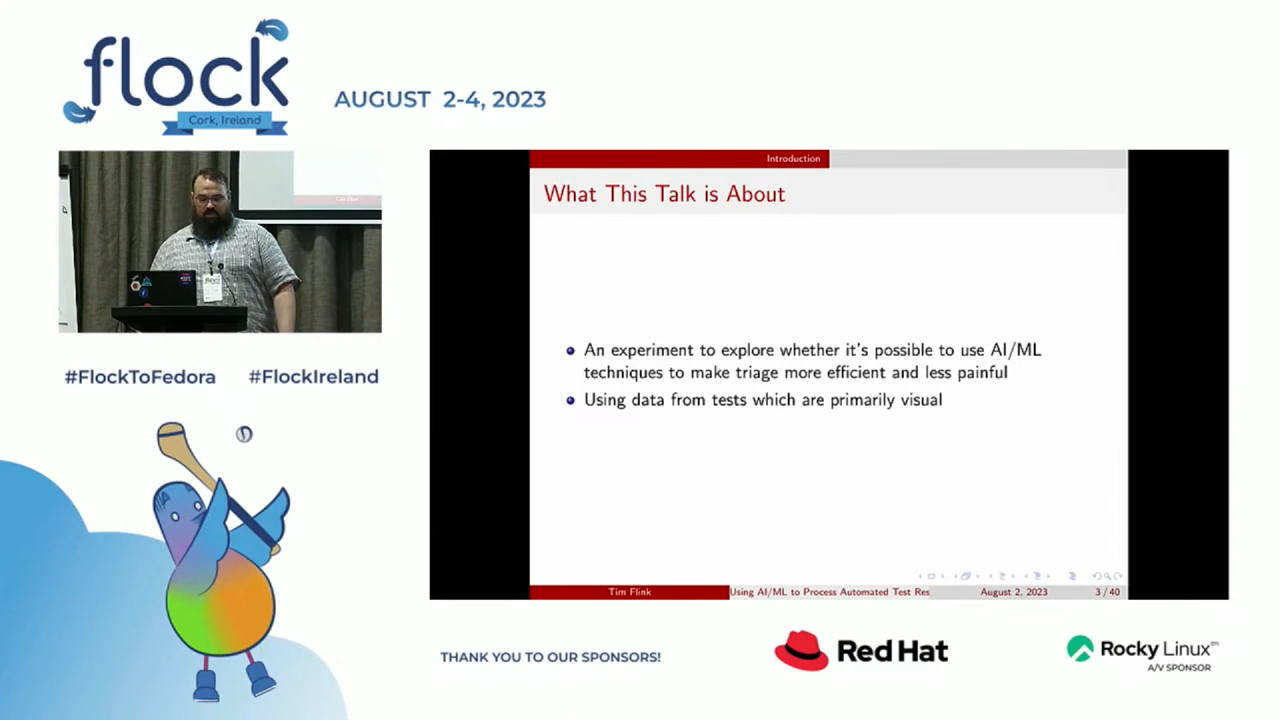 flock
Cork, Ireland
AUGUST 2-4, 2023
Introduction
What This Talk is About
An experiment to explore whether it's possible to use AI/ML
techniques to make triage more efficient and less painful
Using data from tests which are primarily visual
Tim Flink
Using AI/ML to Process Automated Test Res
August 2, 2023
3 / 40
#FlockToFedora
#FlockIreland
THANK YOU TO OUR SPONSORS!
Red Hat
Rocky Linux™
A/V SPONSOR